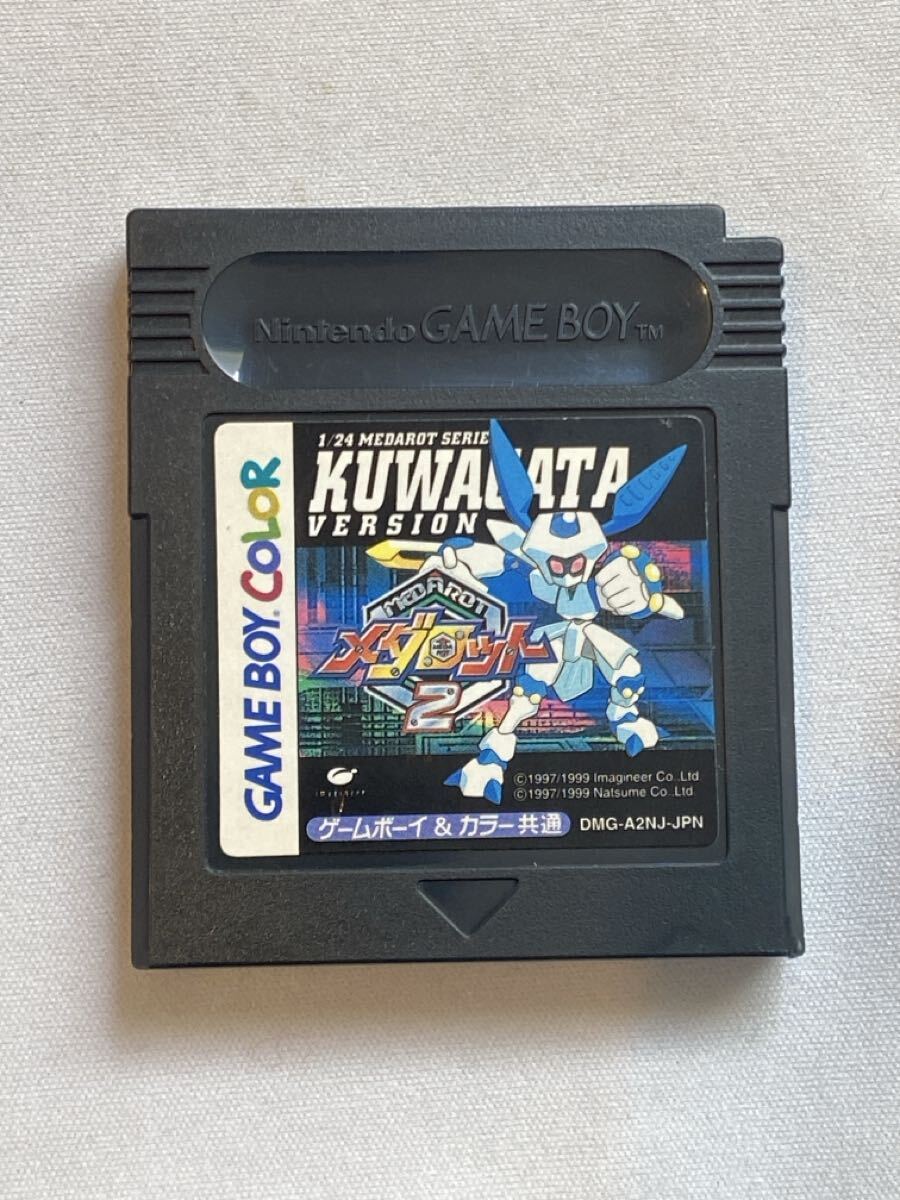 Nintendo GAME BOY™
GAME BOY COLOR
1/24 MEDAROT SERIE
KUWAGATA
VERSION
MEDAROT
メダロット
2
©1997/1999 Imagineer Co.,Ltd
©1997/1999 Natsume Co.,Ltd.
ゲームボーイ & カラー共通
DMG-A2NJ-JPN